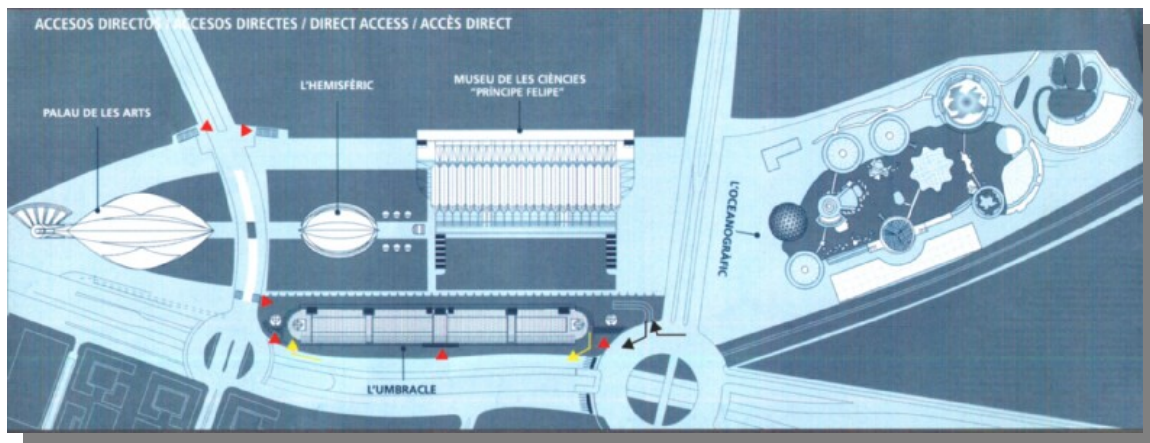 ACCESOS DIRECTOS / ACCESOS DIRECTES / DIRECT ACCESS / ACCÈS DIRECT
PALAU DE LES ARTS
L'HEMISFÈRIC
MUSEU DE LES CIÈNCIES
"PRÍNCIPE FELIPE"
L'OCEANOGRÀFIC
L'UMBRACLE